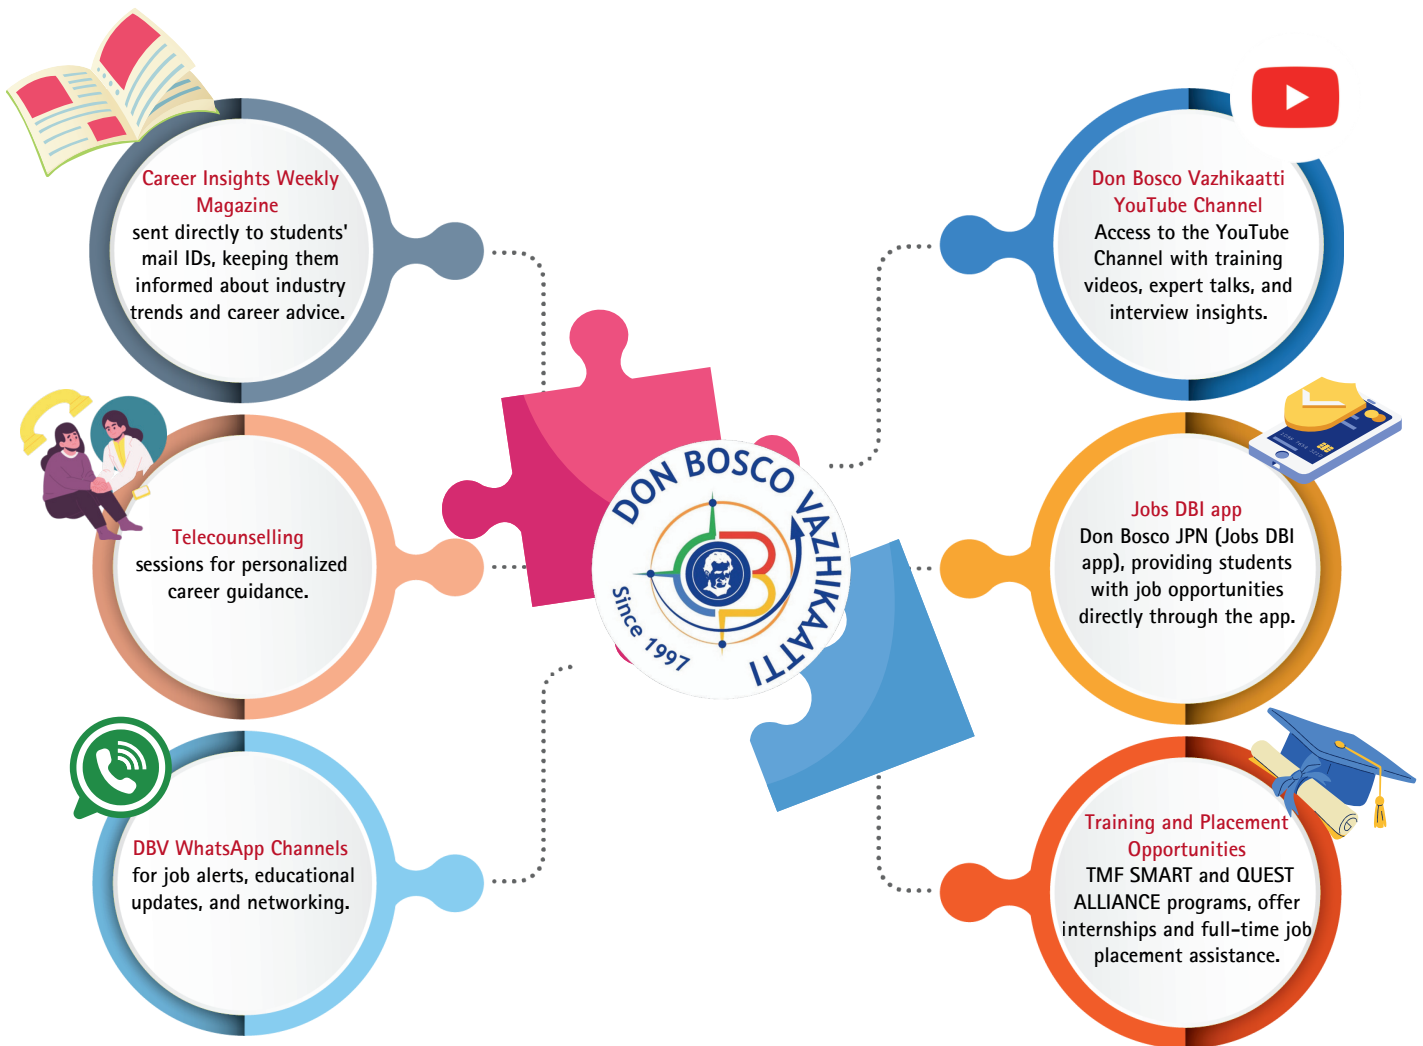 Career Insights Weekly
Magazine
sent directly to students'
mail IDs, keeping them
informed about industry
trends and career advice.
Telecounselling
sessions for personalized
career guidance.
DBV WhatsApp Channels
for job alerts, educational
updates, and networking.
DON BOSCO VAZHIKAATTI
Since 1997
Don Bosco Vazhikaatti
YouTube Channel
Access to the YouTube
Channel with training
videos, expert talks, and
interview insights.
Jobs DBI app
Don Bosco JPN (Jobs DBI
app), providing students
with job opportunities
directly through the app.
Training and Placement
Opportunities
TMF SMART and QUEST
ALLIANCE programs, offer
internships and full-time job
placement assistance.